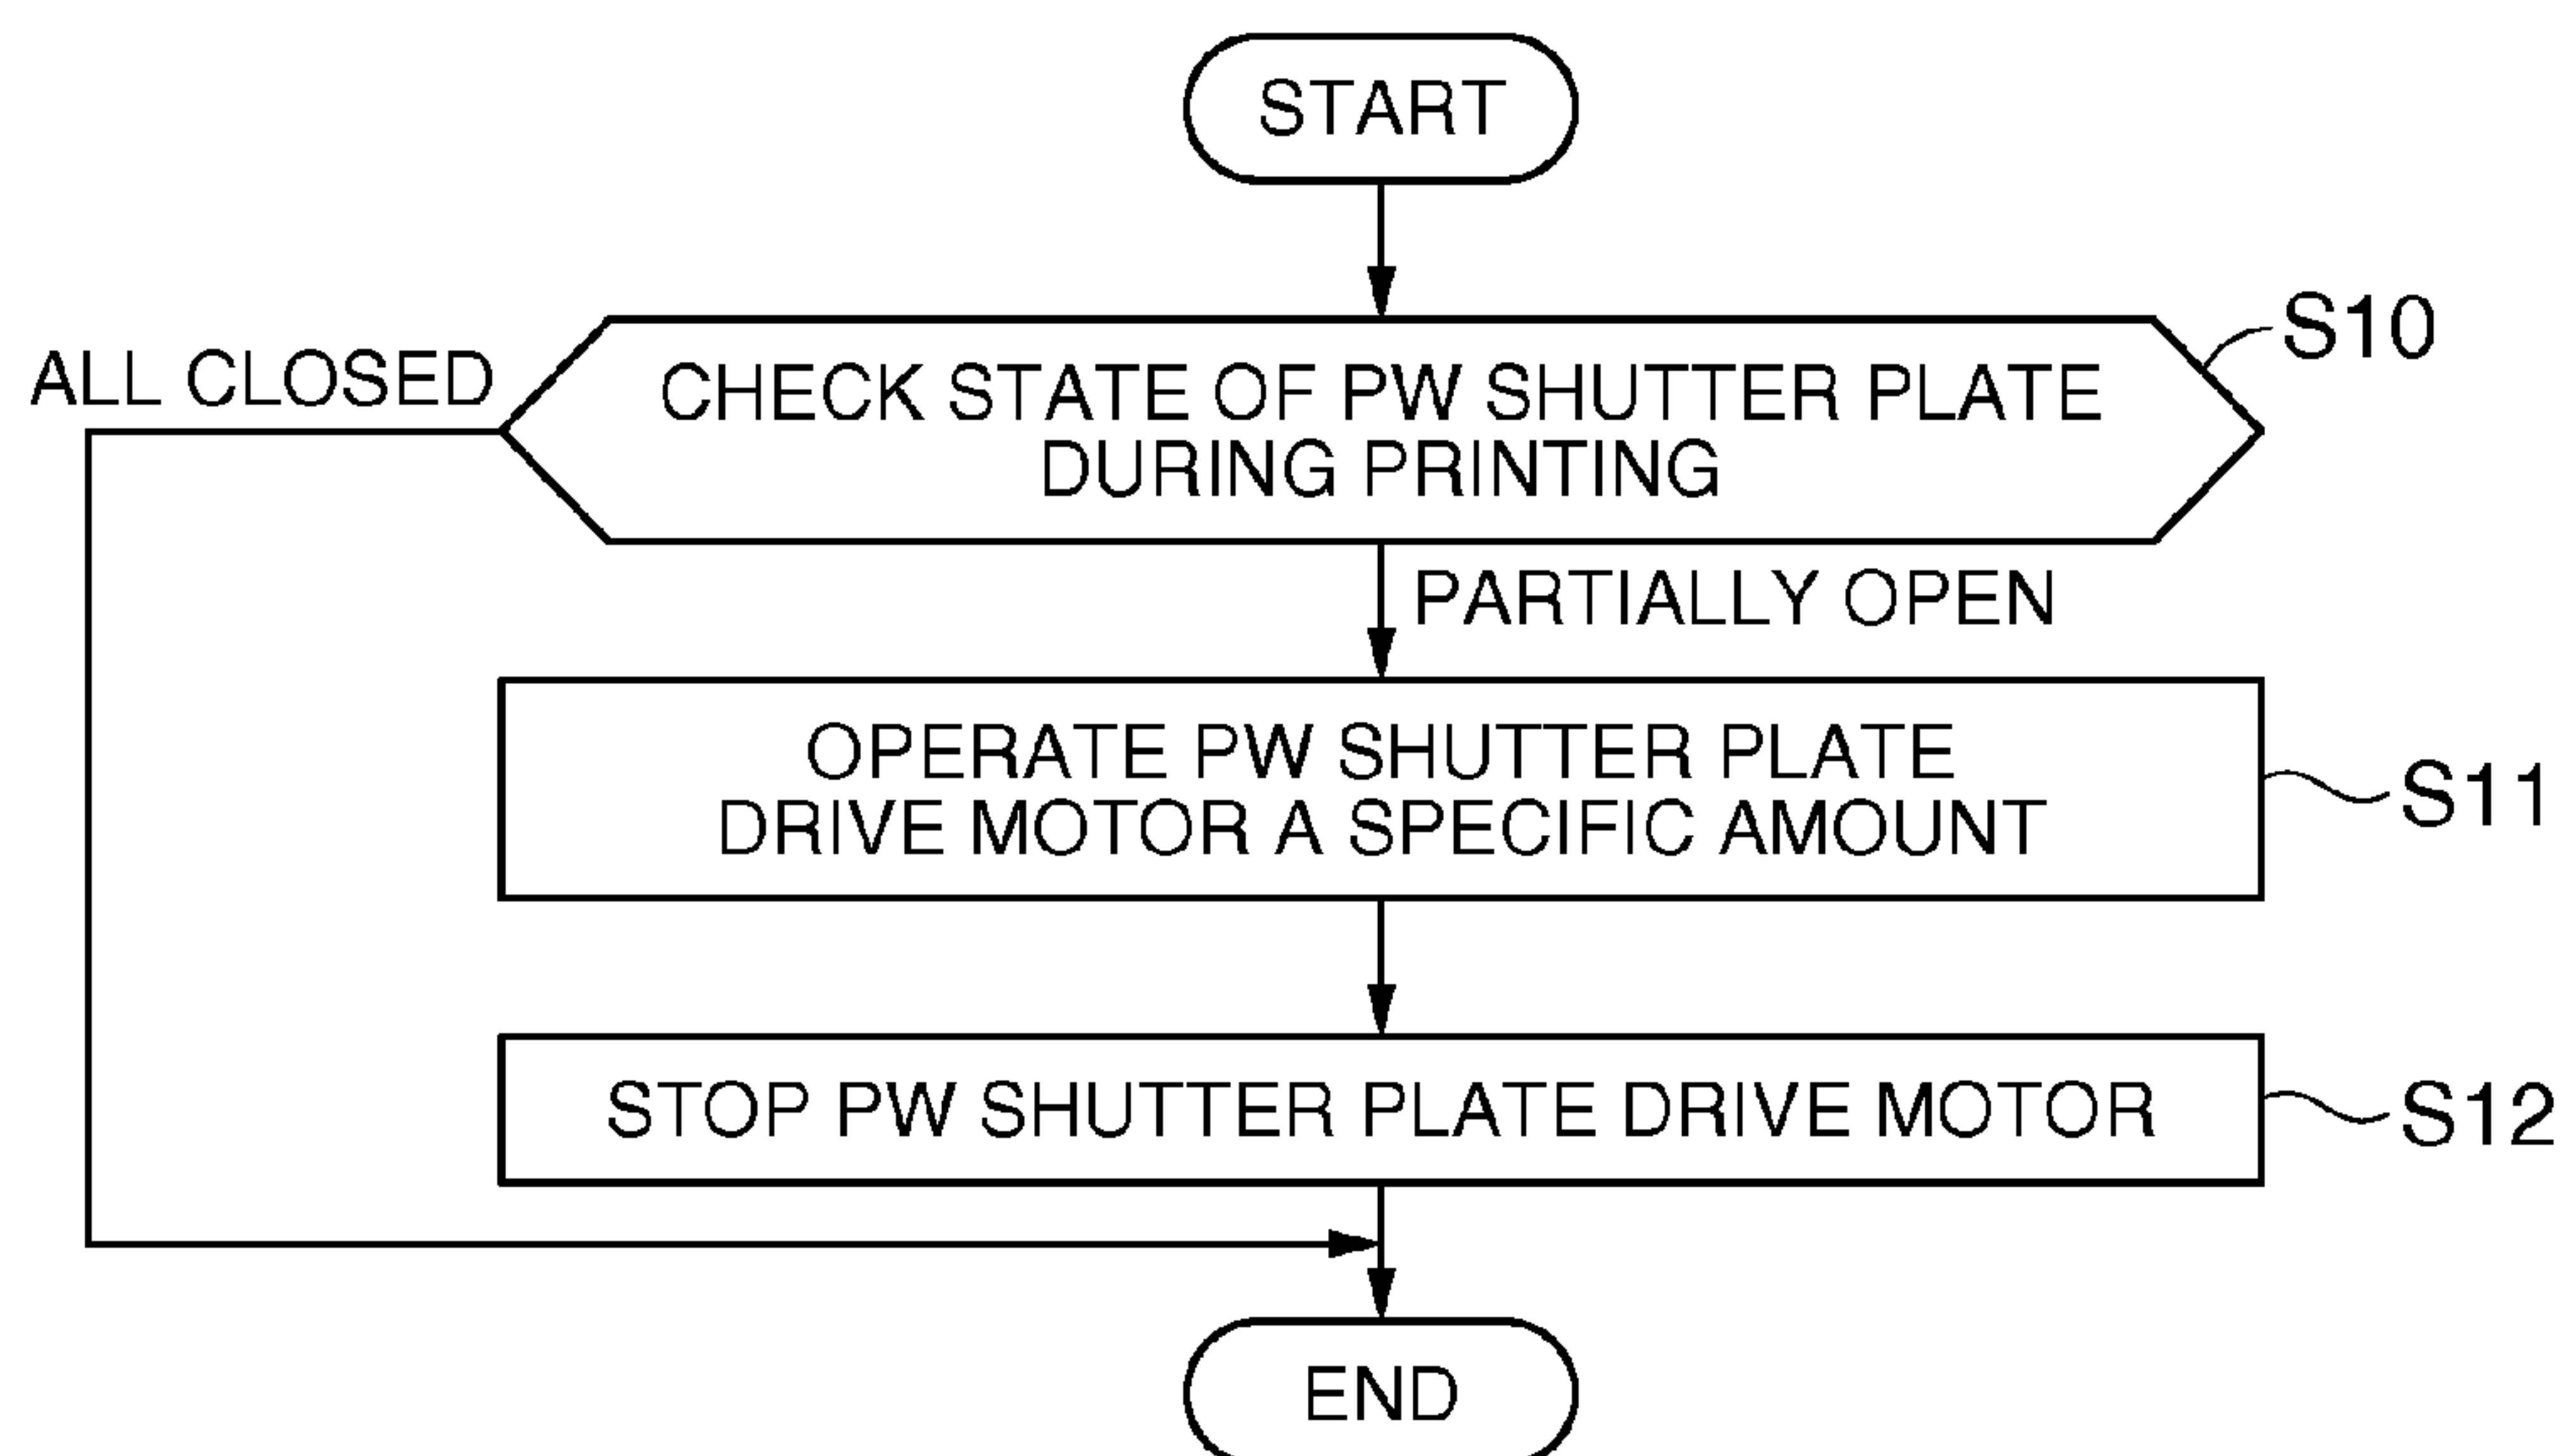 START
S10
ALL CLOSED
CHECK STATE OF PW SHUTTER PLATE
DURING PRINTING
PARTIALLY OPEN
OPERATE PW SHUTTER PLATE
DRIVE MOTOR A SPECIFIC AMOUNT
S11
STOP PW SHUTTER PLATE DRIVE MOTOR
S12
END